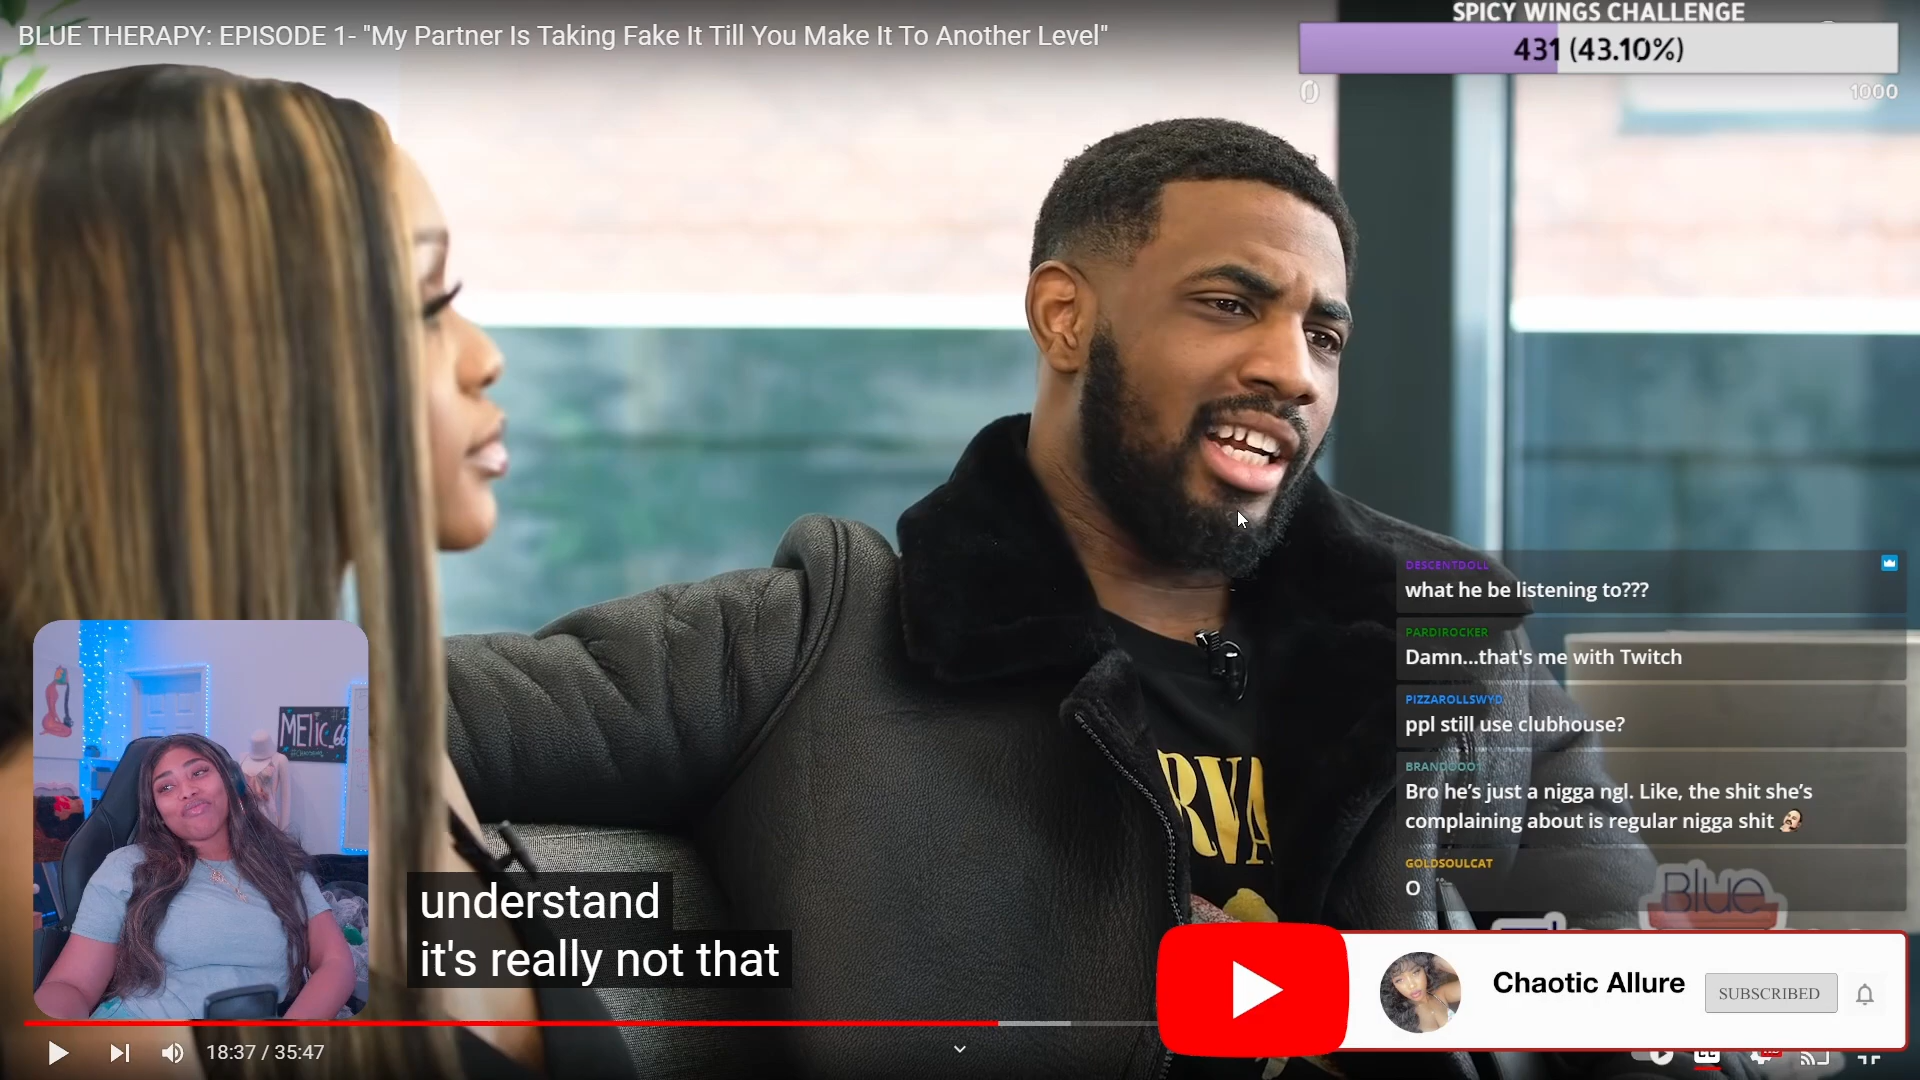 BLUE THERAPY: EPISODE 1- "My Partner Is Taking Fake It Till You Make It To Another Level"
SPICY WINGS CHALLENGE
431 (43.10%)
0
1000
DESCENTDOLL
what he be listening to???
PARDIROCKER
Damn...that's me with Twitch
PIZZAROLLSWYD
ppl still use clubhouse?
Bro he's just a nigga ngl. Like, the shit she's
complaining about is regular nigga shit
GOLDSOULCAT
O
RVA
Blue
understand
it's really not that
Chaotic Allure
SUBSCRIBED
18:37 / 35:47